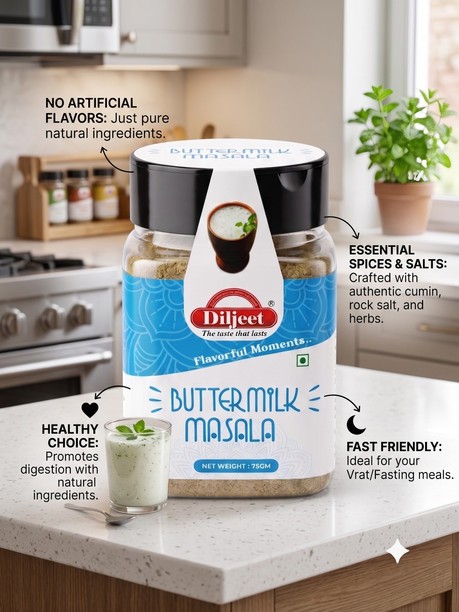 NO ARTIFICIAL
FLAVORS: Just pure
natural ingredients.
BUTTERMILK
MASALA
ESSENTIAL
SPICES & SALTS:
Crafted with
authentic cumin,
rock salt, and
herbs.
Diljeet®
The taste that lasts
Flavorful Moments..
BUTTERMILK
MASALA
NET WEIGHT : 75GM
HEALTHY
CHOICE:
Promotes
digestion with
natural
ingredients.
FAST FRIENDLY:
Ideal for your
Vrat/Fasting meals.